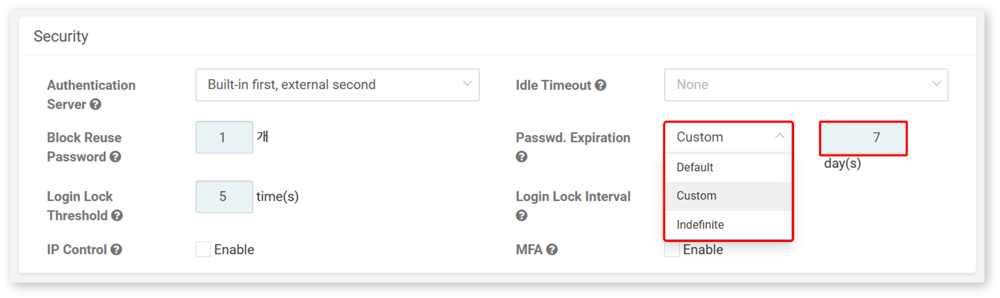 Security
Authentication
Server
Built-in first, external second
Idle Timeout
None
Block Reuse
Password
1 개
Passwd. Expiration
Custom
Default
Custom
Indefinite
7
day(s)
Login Lock
Threshold
5 time(s)
Login Lock Interval
IP Control
Enable
MFA
Enable